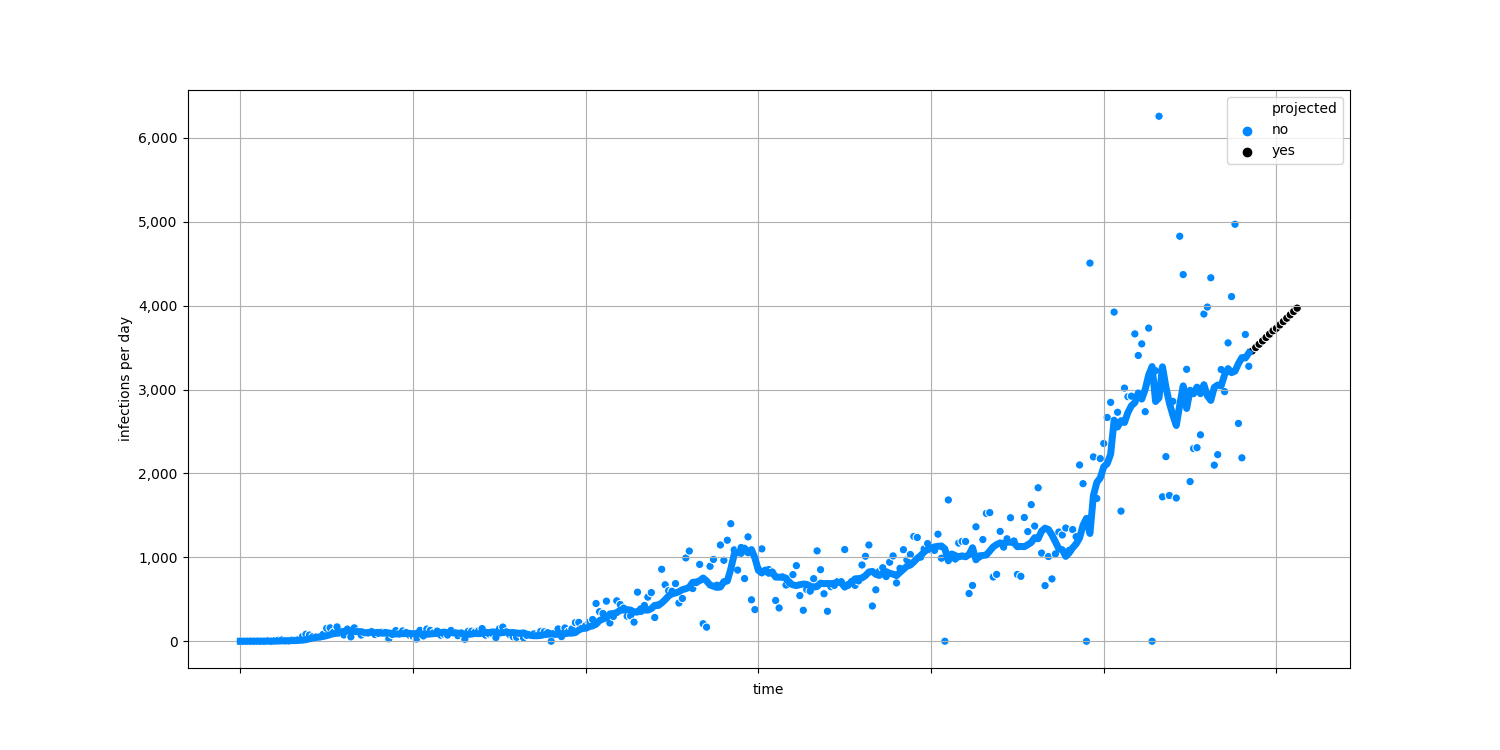 projected
no
yes
6,000
5,000
4,000
3,000
2,000
1,000
0
infections per day
time